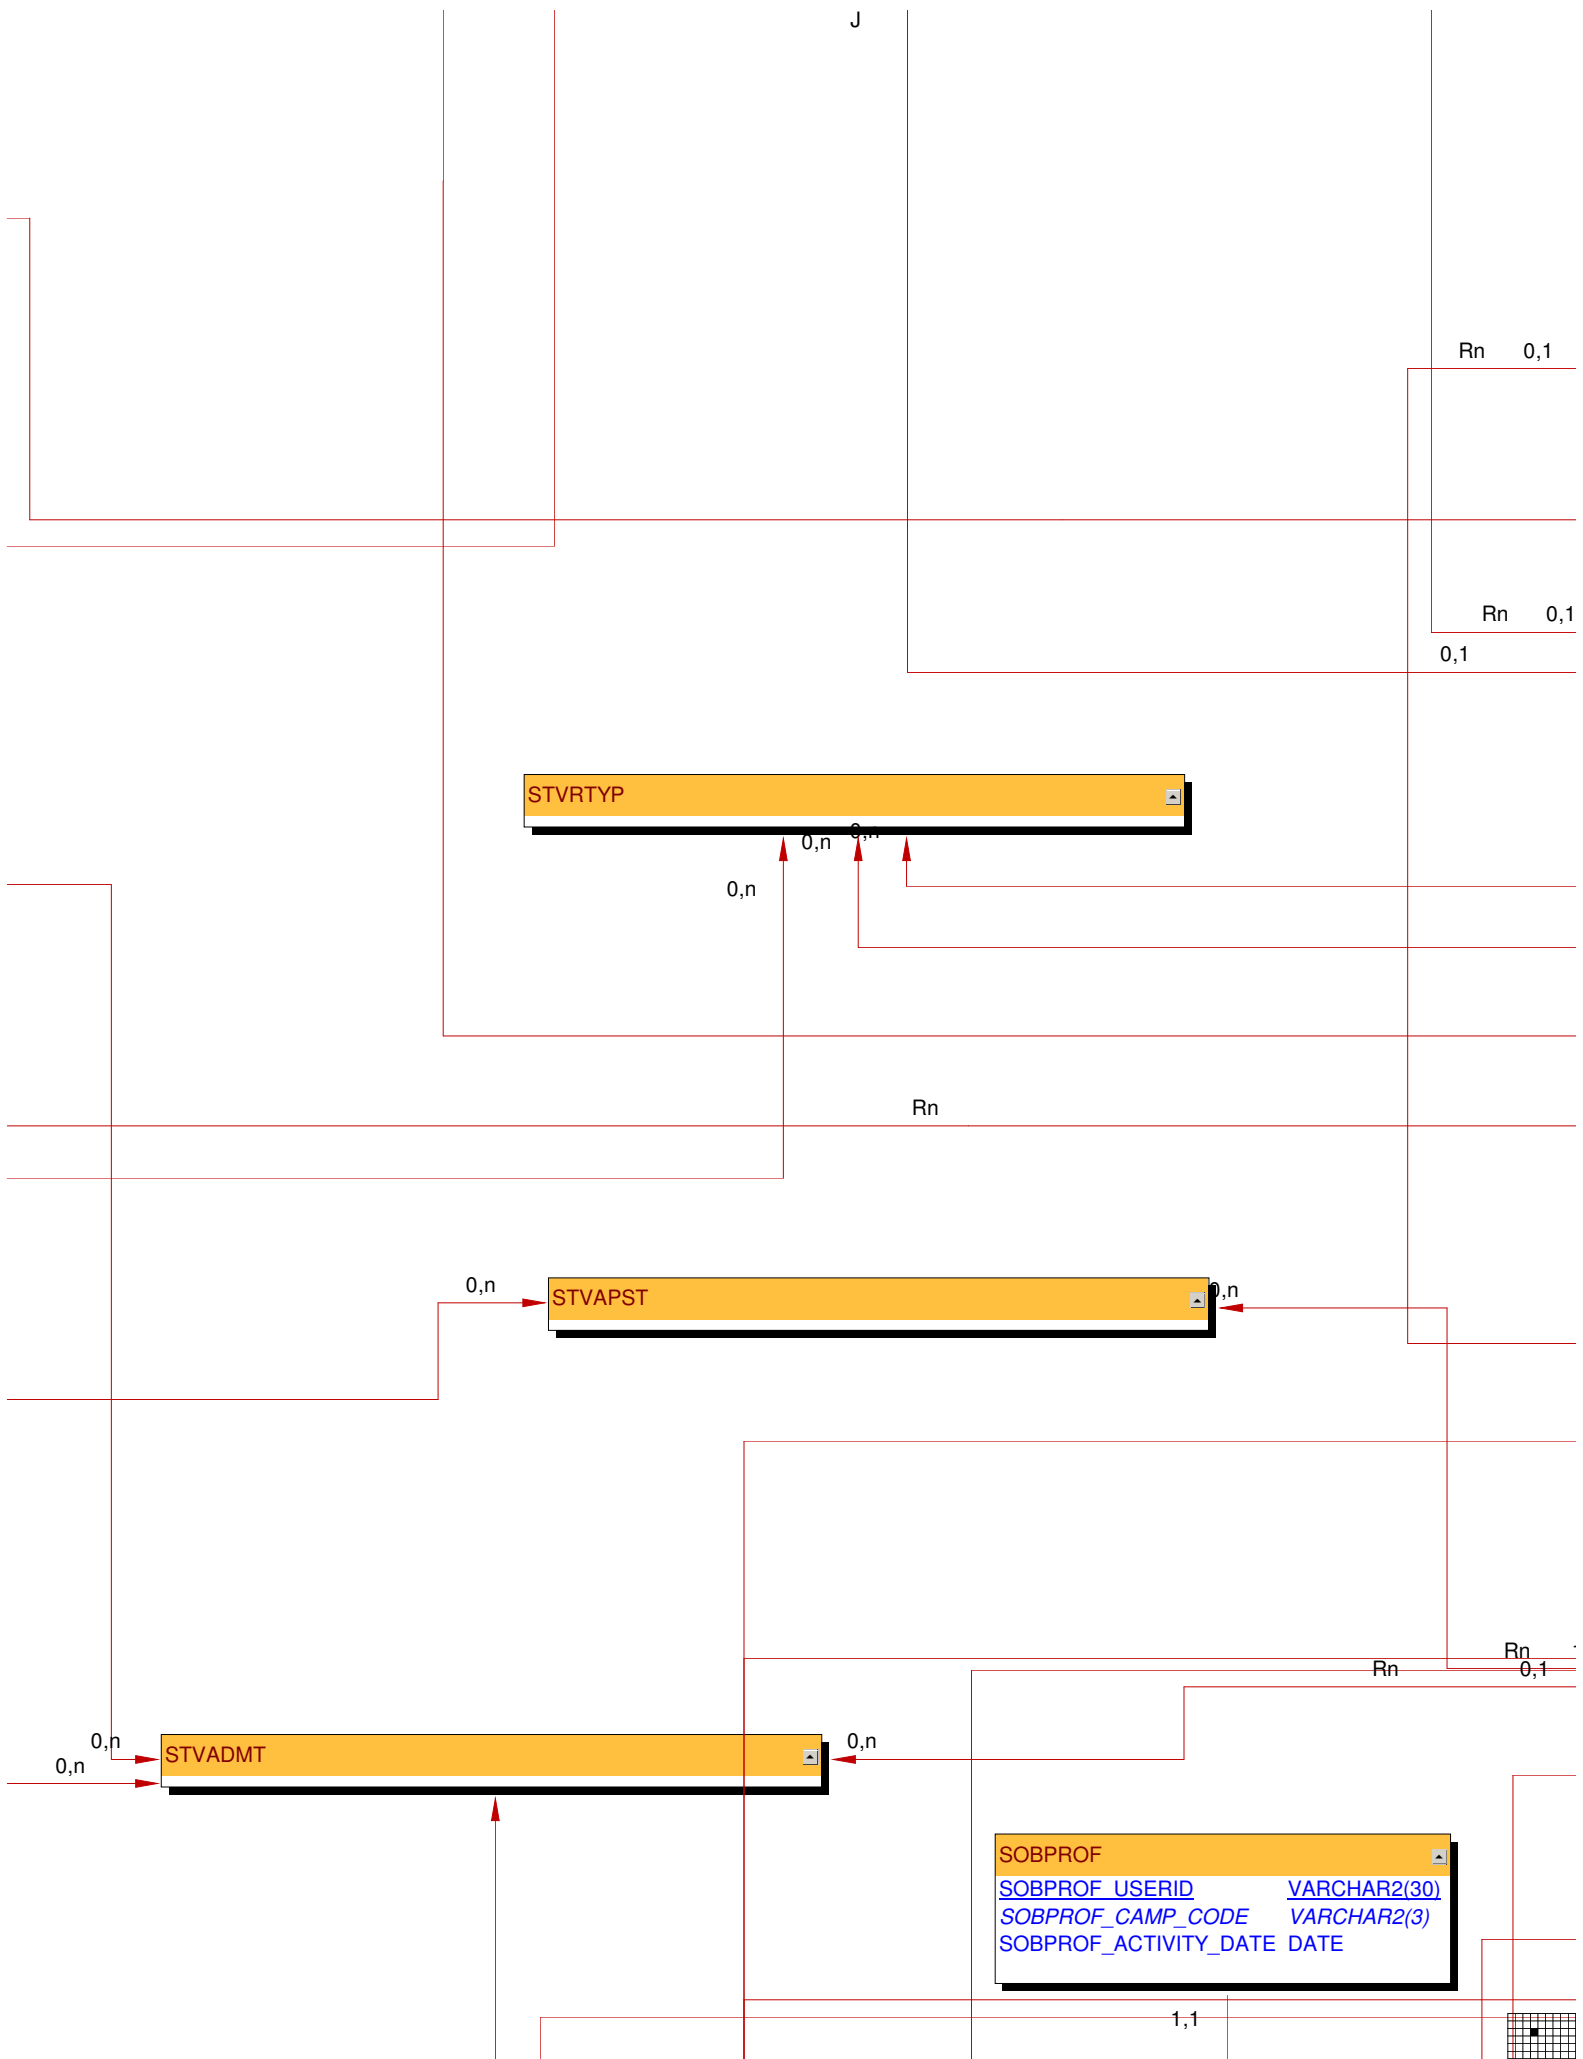 J
Rn 0,1
Rn 0,1
0,1
STVRTYP
0,n 0,n
0,n
Rn
0,n STVAPST 0,n
Rn
Rn 0,1
0,n STVADMT 0,n
0,n
SOBPROF
SOBPROF_USERID VARCHAR2(30)
SOBPROF_CAMP_CODE VARCHAR2(3)
SOBPROF_ACTIVITY_DATE DATE
1,1